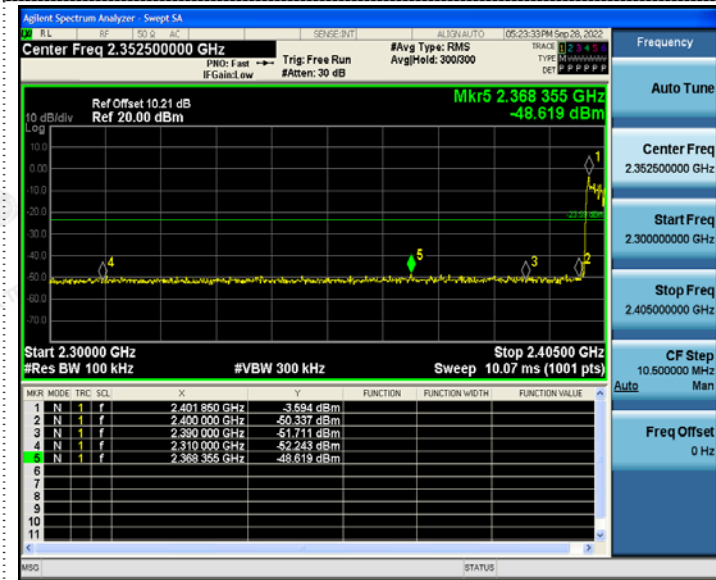 Agilent Spectrum Analyzer - Swept SA
RL RF 50 Ω AC SENSE:INT ALIGN AUTO 05:23:33 PM Sep 28, 2022
Center Freq 2.352500000 GHz
PNO: Fast
IFGain:Low
Trig: Free Run
#Atten: 30 dB
#Avg Type: RMS
Avg|Hold: 300/300
TRACE 1 2 3 4 5 6
TYPE M
DET P P P P P P
Mkr5 2.368 355 GHz
-48.619 dBm
Ref Offset 10.21 dB
10 dB/div Ref 20.00 dBm
Log
10.0
0.00
-10.0
-20.0
-30.0
-40.0
-50.0
-60.0
-70.0
1
-23.59 dBm
4
5
3
2
Start 2.30000 GHz Stop 2.40500 GHz
#Res BW 100 kHz #VBW 300 kHz Sweep 10.07 ms (1001 pts)
MKR MODE TRC SCL X Y FUNCTION FUNCTION WIDTH FUNCTION VALUE
1 N 1 f 2.401 850 GHz -3.594 dBm
2 N 1 f 2.400 000 GHz -50.337 dBm
3 N 1 f 2.390 000 GHz -51.711 dBm
4 N 1 f 2.310 000 GHz -52.243 dBm
5 N 1 f 2.368 355 GHz -48.619 dBm
6
7
8
9
10
11
MSG STATUS
Frequency
Auto Tune
Center Freq
2.352500000 GHz
Start Freq
2.300000000 GHz
Stop Freq
2.405000000 GHz
CF Step
10.500000 MHz
Auto Man
Freq Offset
0 Hz